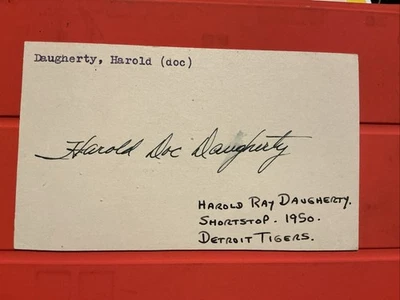 Daugherty, Harold (doc)
Harold Doc Daugherty
HAROLD RAY DAUGHERTY.
SHORTSTOP. 1950.
DETROIT TIGERS.